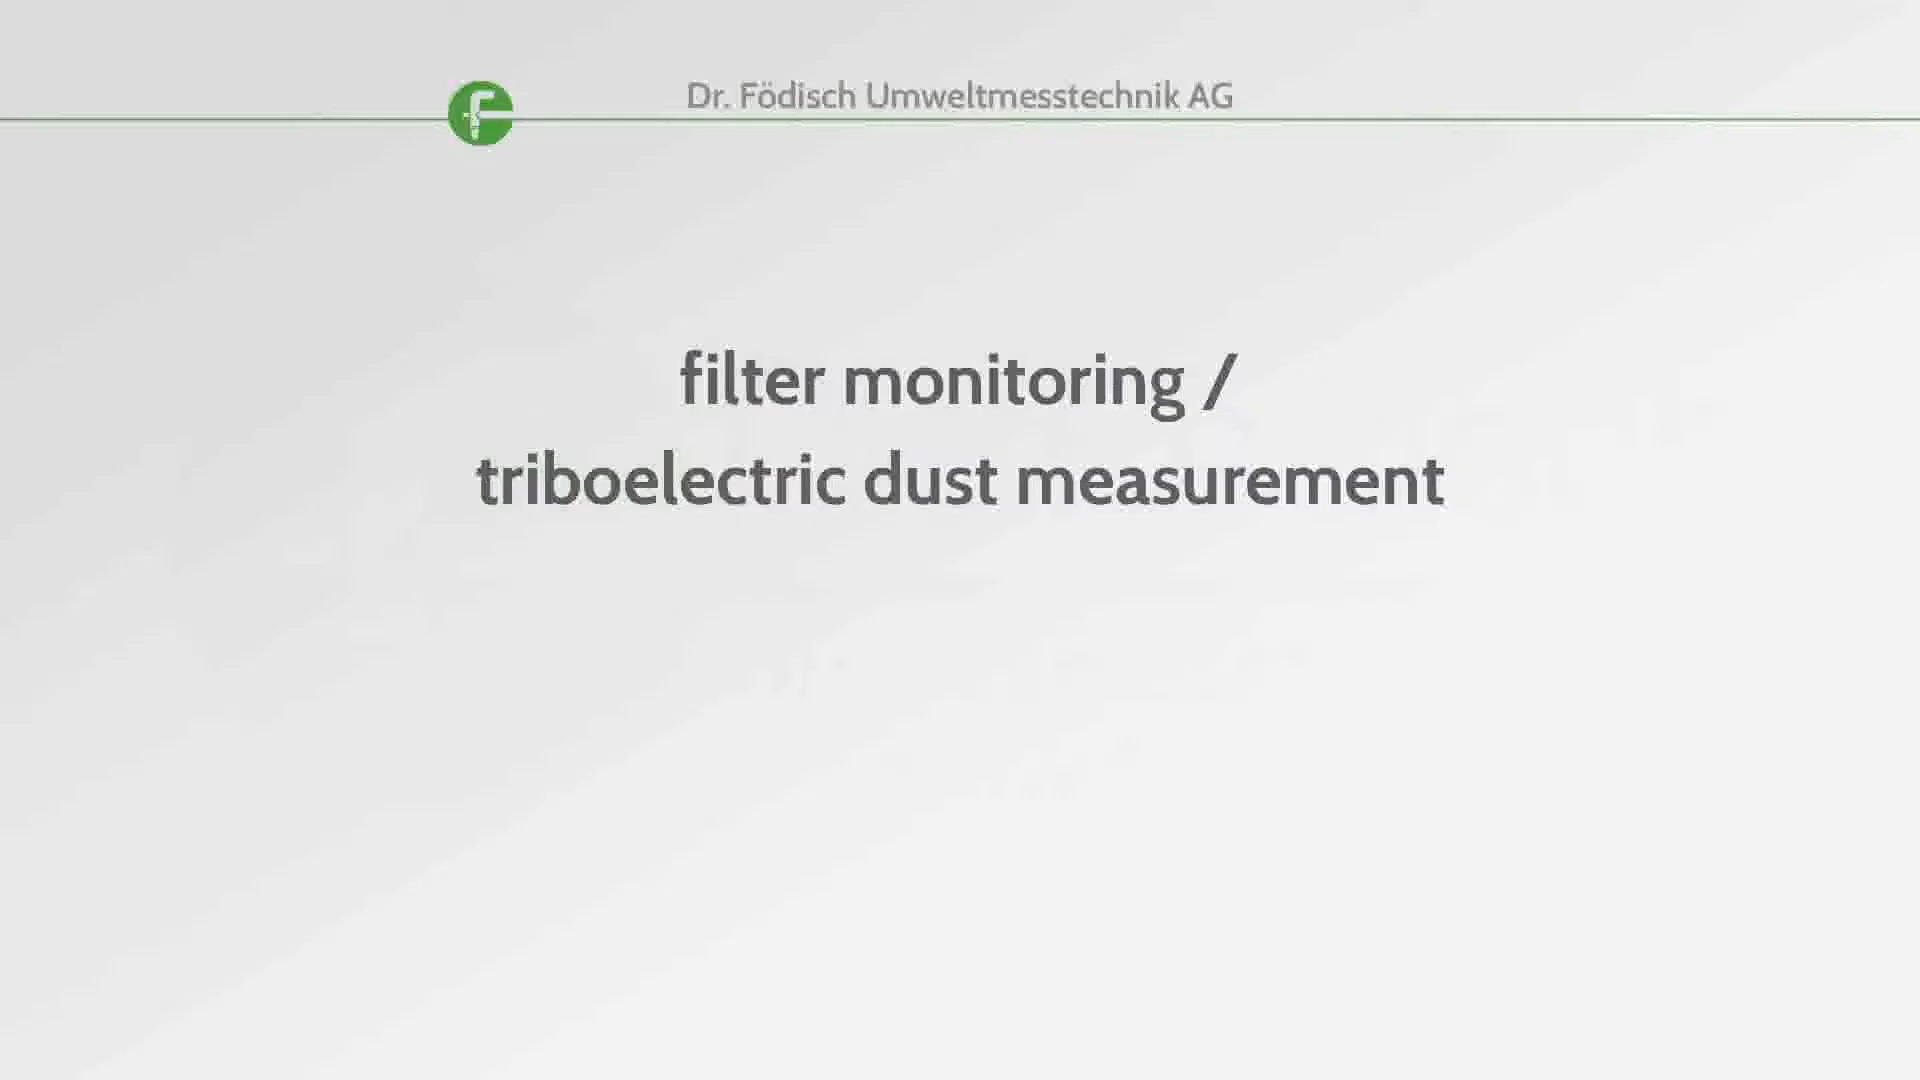 Dr. Födisch Umweltmesstechnik AG
filter monitoring /
triboelectric dust measurement